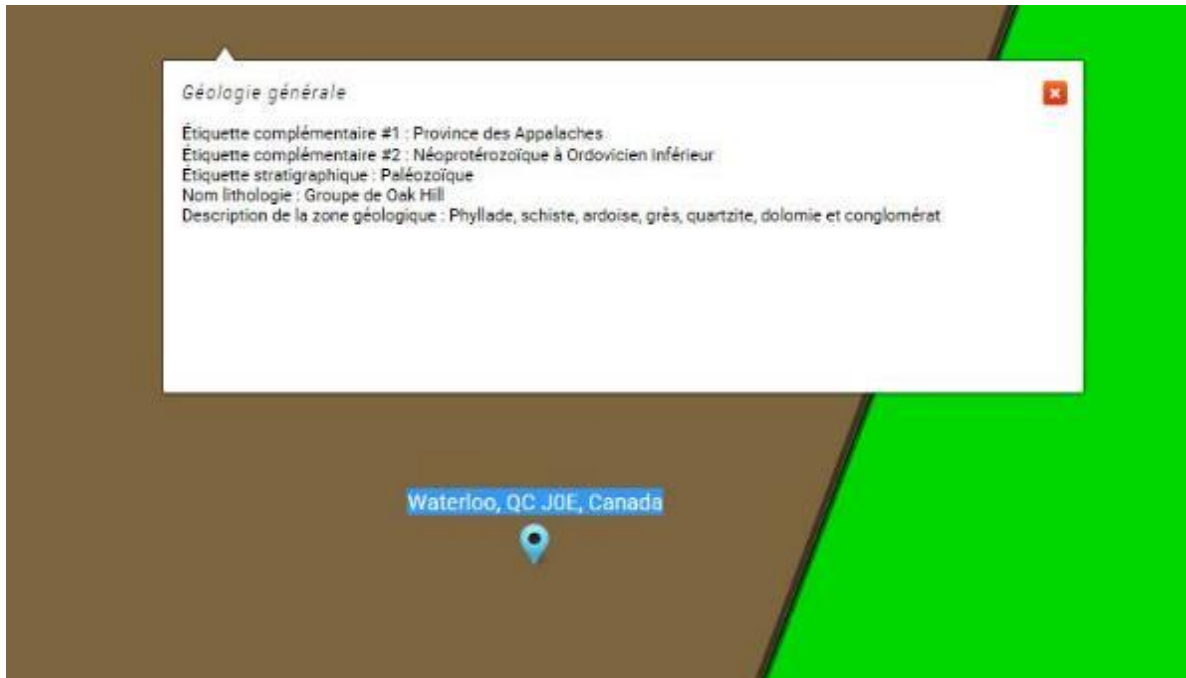 Géologie générale
Étiquette complémentaire #1 : Province des Appalaches
Étiquette complémentaire #2 : Néoprotérozoïque à Ordovicien Inférieur
Étiquette stratigraphique : Paléozoïque
Nom lithologie : Groupe de Oak Hill
Description de la zone géologique : Phyllade, schiste, ardoise, grès, quartzite, dolomie et conglomérat
Waterloo, QC J0E, Canada